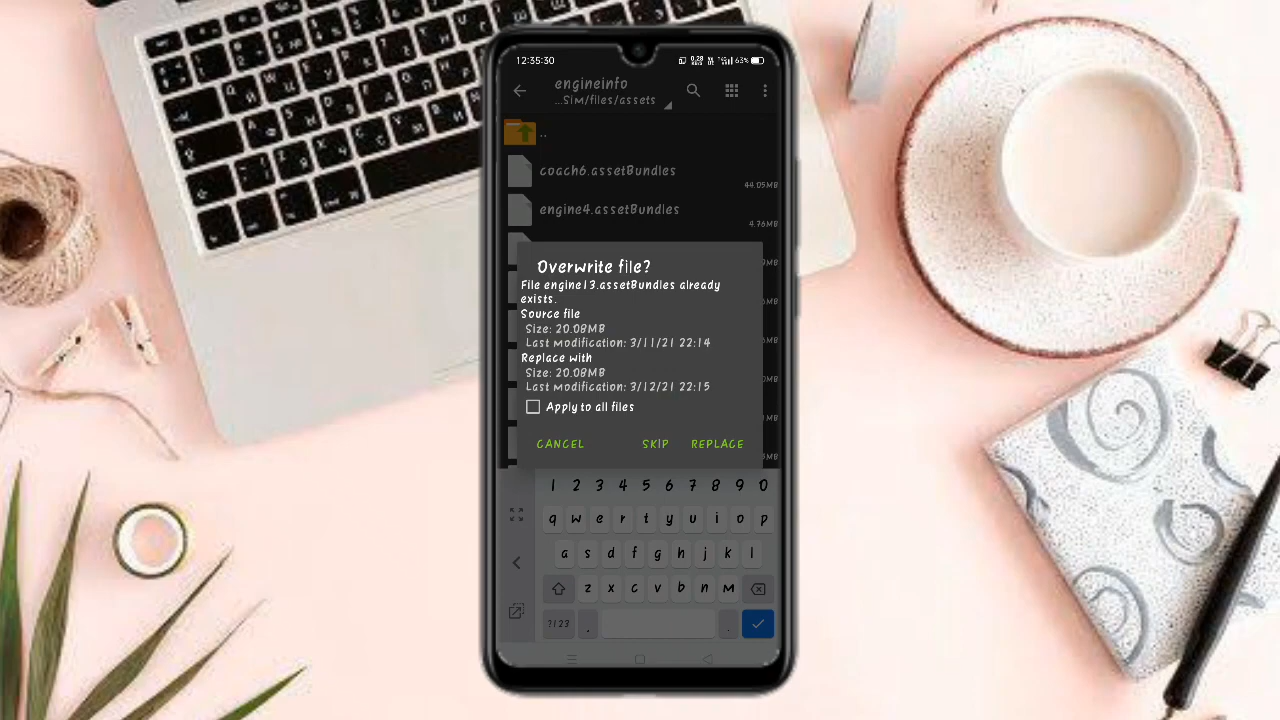 12:35:30
63%
engineinfo
...Sim/files/assets
..
coach6.assetBundles
44.05MB
engine4.assetBundles
4.76MB
Overwrite file?
File engine13.assetBundles already
exists.
Source file
Size: 20.08MB
Last modification: 3/11/21 22:14
Replace with
Size: 20.08MB
Last modification: 3/12/21 22:15
Apply to all files
CANCEL SKIP REPLACE
1 2 3 4 5 6 7 8 9 0
q w e r t y u i o p
a s d f g h j k l
z x c v b n m
?123 . .